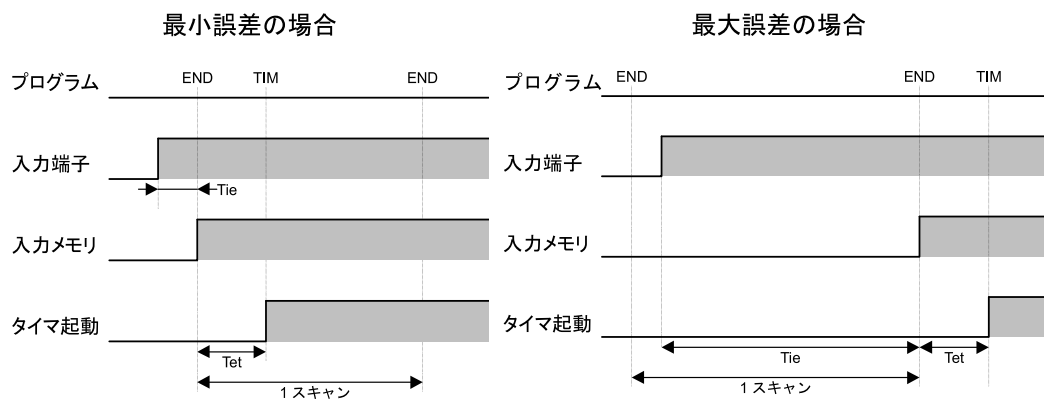 最小誤差の場合
プログラム
END TIM END
入力端子
Tie
入力メモリ
タイマ起動
Tet
1スキャン
最大誤差の場合
プログラム
END END TIM
入力端子
入力メモリ
タイマ起動
Tie Tet
1スキャン